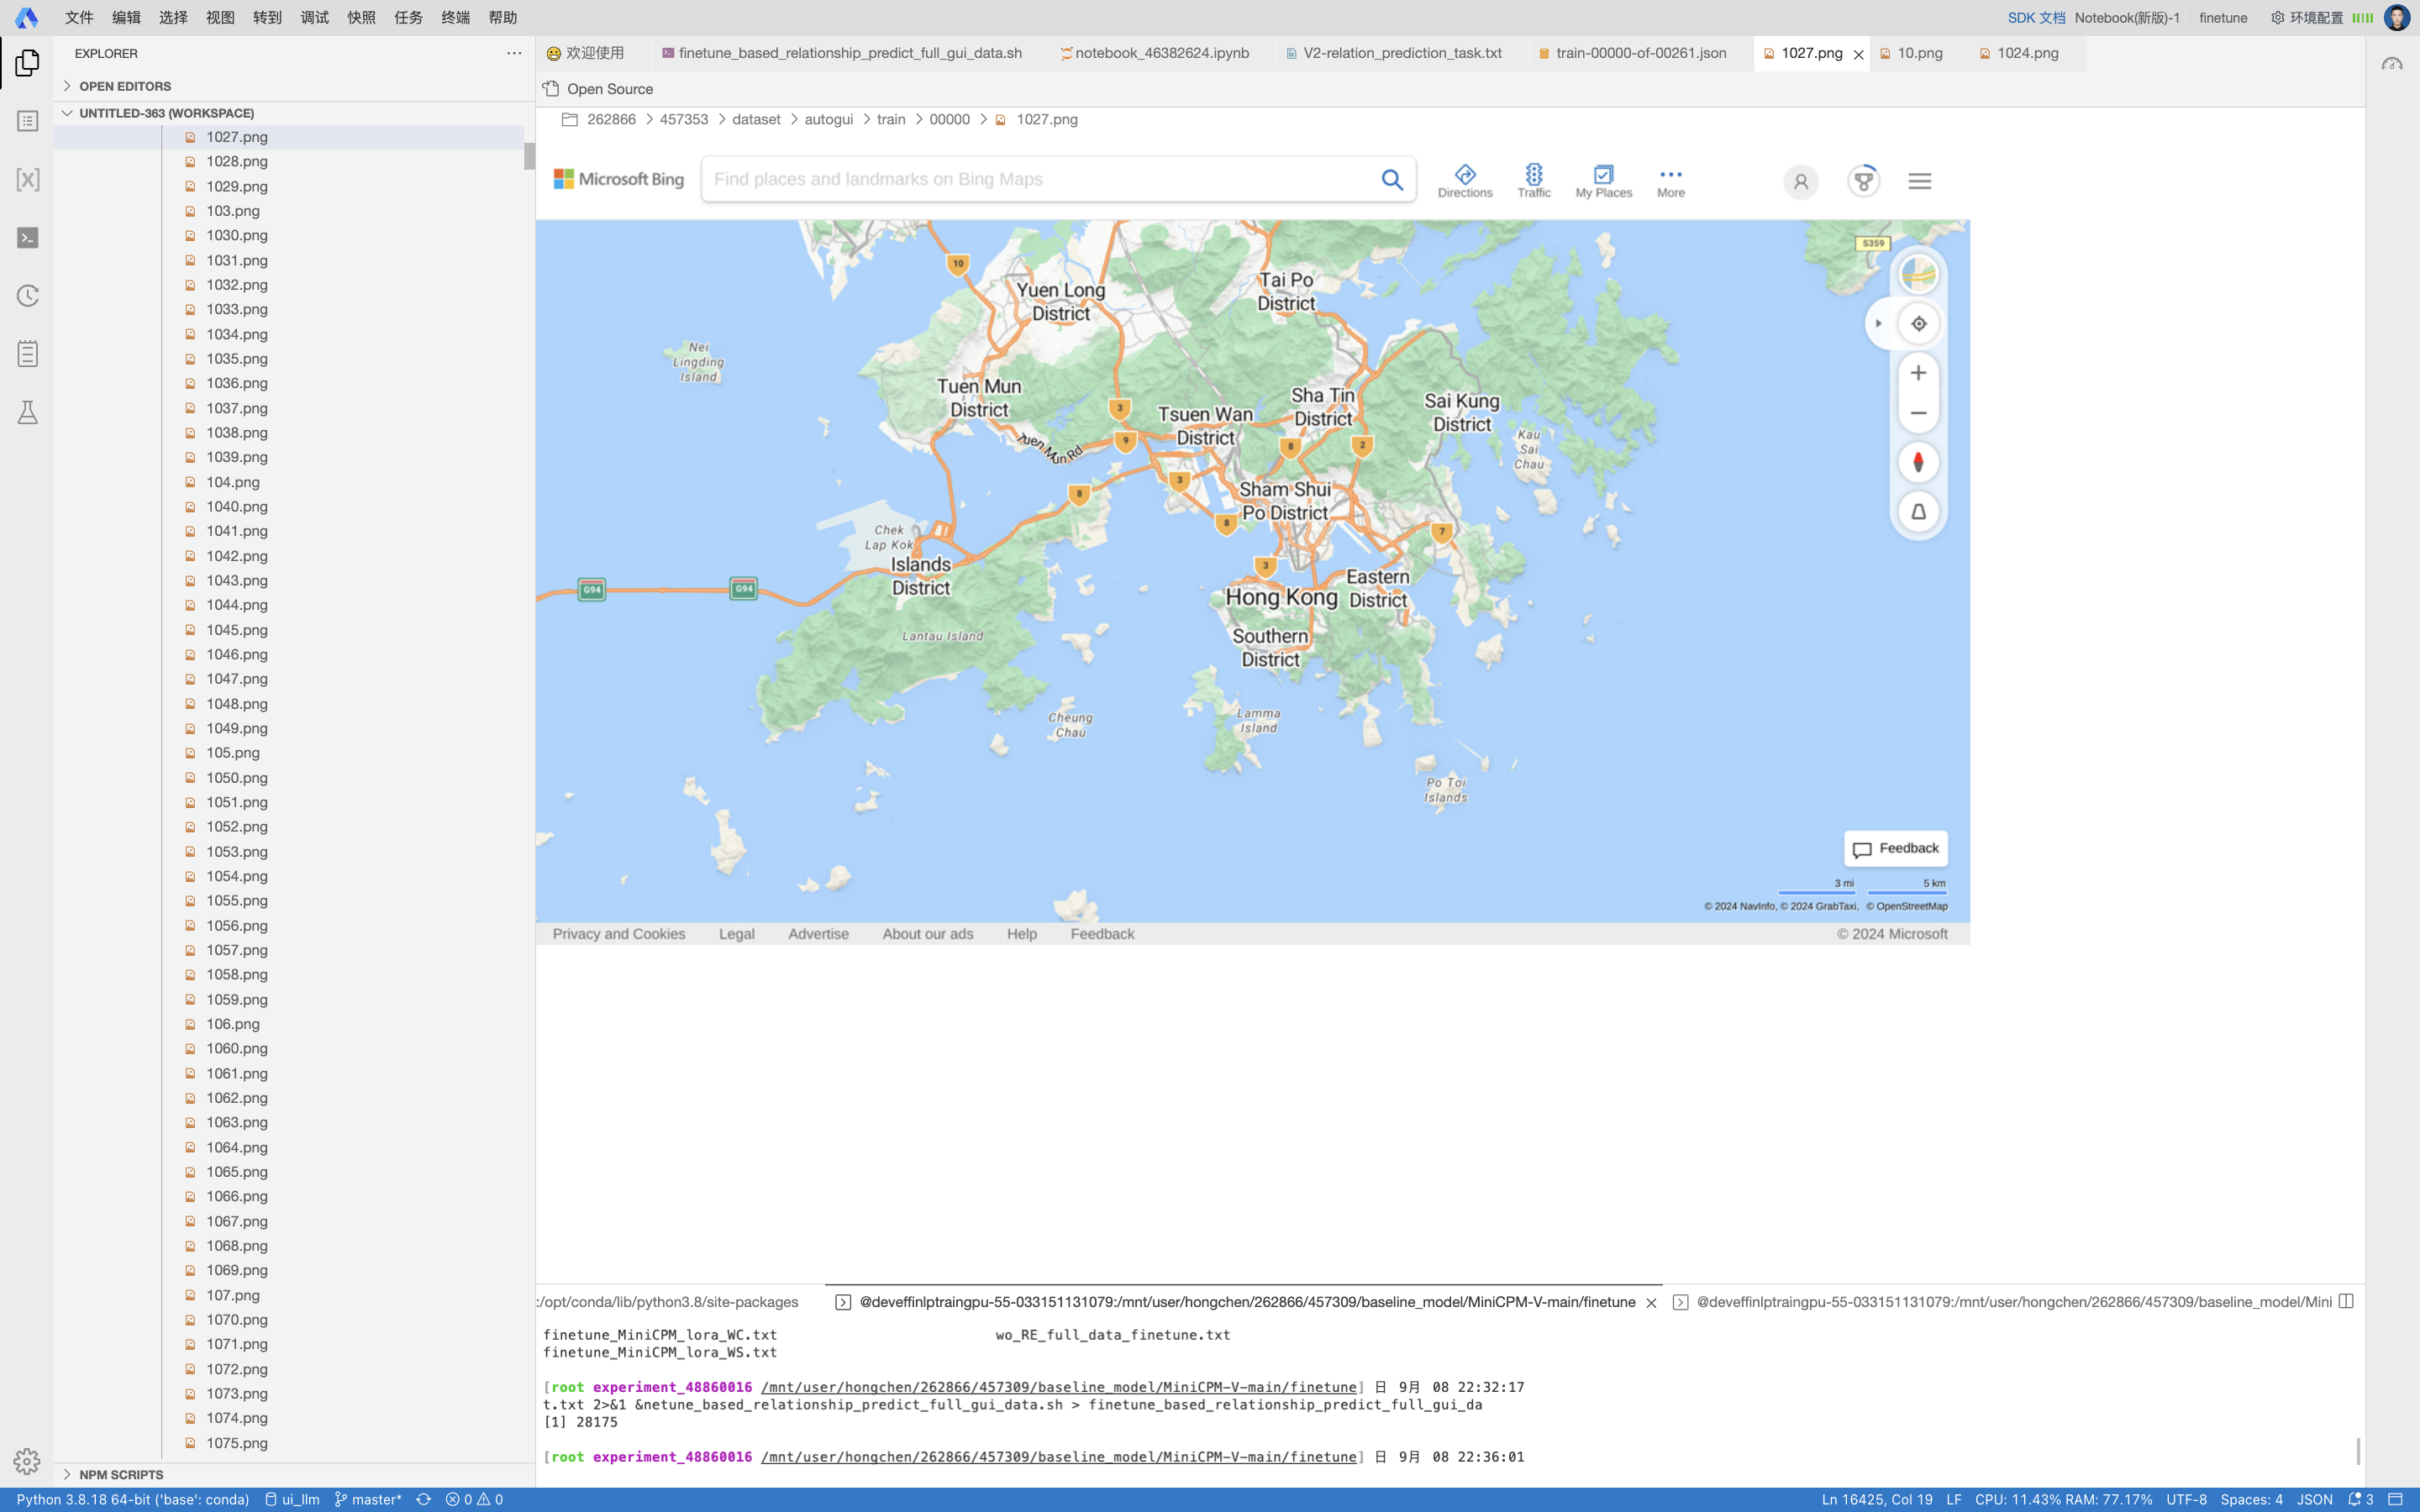 文件 编辑 选择 视图 转到 调试 快照 任务 终端 帮助
SDK 文档 Notebook(新版)-1 finetune 环境配置
EXPLORER
OPEN EDITORS
UNTITLED-363 (WORKSPACE)
1027.png
1028.png
1029.png
103.png
1030.png
1031.png
1032.png
1033.png
1034.png
1035.png
1036.png
1037.png
1038.png
1039.png
104.png
1040.png
1041.png
1042.png
1043.png
1044.png
1045.png
1046.png
1047.png
1048.png
1049.png
105.png
1050.png
1051.png
1052.png
1053.png
1054.png
1055.png
1056.png
1057.png
1058.png
1059.png
106.png
1060.png
1061.png
1062.png
1063.png
1064.png
1065.png
1066.png
1067.png
1068.png
1069.png
107.png
1070.png
1071.png
1072.png
1073.png
1074.png
1075.png
NPM SCRIPTS
欢迎使用 finetune_based_relationship_predict_full_gui_data.sh notebook_46382624.ipynb V2-relation_prediction_task.txt train-00000-of-00261.json 1027.png 10.png 1024.png
Open Source
262866 > 457353 > dataset > autogui > train > 00000 > 1027.png
Microsoft Bing
Find places and landmarks on Bing Maps
Directions Traffic My Places More
S359
10
Yuen Long
District
Tai Po
District
Nei
Lingding
Island
Tuen Mun
District
3
Tsuen Wan
District
Sha Tin
District
Sai Kung
District
9
Yuen Mun Rd
8
2
Kau
Sai
Chau
3
8
Sham Shui
Po District
8
7
Chek
Lap Kok
Islands
District
3
Eastern
District
G94
G94
Hong Kong
Lantau Island
Southern
District
Cheung
Chau
Lamma
Island
Po Toi
Islands
Feedback
3 mi 5 km
© 2024 NavInfo, © 2024 GrabTaxi, © OpenStreetMap
Privacy and Cookies Legal Advertise About our ads Help Feedback © 2024 Microsoft
:/opt/conda/lib/python3.8/site-packages @deveffinlptraingpu-55-033151131079:/mnt/user/hongchen/262866/457309/baseline_model/MiniCPM-V-main/finetune @deveffinlptraingpu-55-033151131079:/mnt/user/hongchen/262866/457309/baseline_model/Mini
finetune_MiniCPM_lora_WC.txt wo_RE_full_data_finetune.txt
finetune_MiniCPM_lora_WS.txt
[root experiment_48860016 /mnt/user/hongchen/262866/457309/baseline_model/MiniCPM-V-main/finetune] 日 9月 08 22:32:17
t.txt 2>&1 &netune_based_relationship_predict_full_gui_data.sh > finetune_based_relationship_predict_full_gui_da
[1] 28175
[root experiment_48860016 /mnt/user/hongchen/262866/457309/baseline_model/MiniCPM-V-main/finetune] 日 9月 08 22:36:01
Python 3.8.18 64-bit ('base': conda) ui_llm master* 0 0
Ln 16425, Col 19 LF CPU: 11.43% RAM: 77.17% UTF-8 Spaces: 4 JSON 3